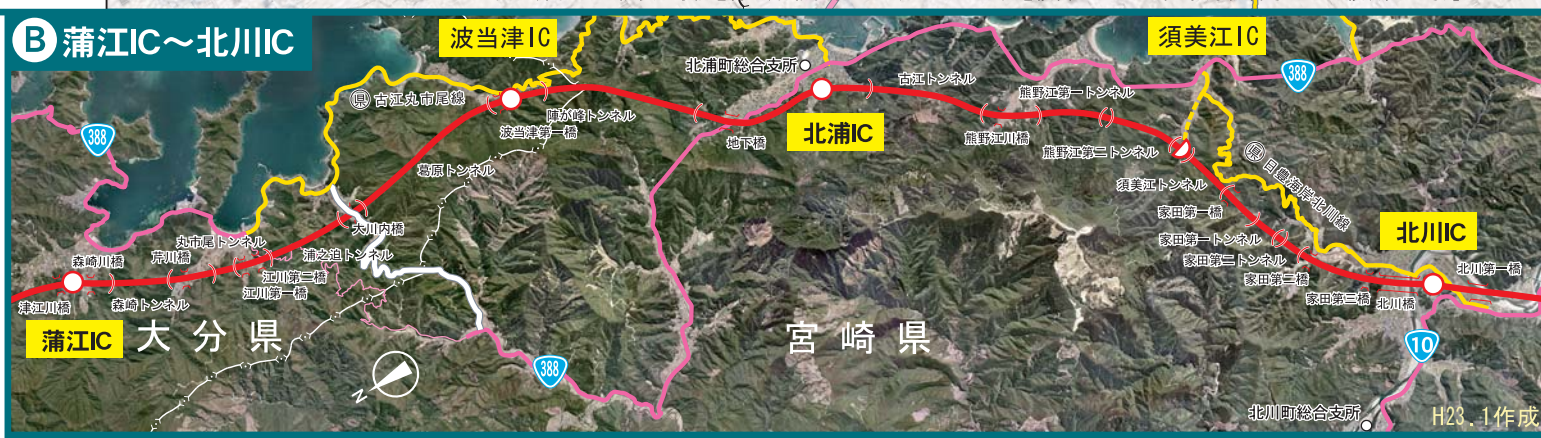 B 蒲江IC～北川IC
波当津IC
須美江IC
北浦町総合支所
388
県 古江丸市尾線
古江トンネル
熊野江第一トンネル
388
陣が峰トンネル
波当津第一橋
地下橋
北浦IC
熊野江川橋
熊野江第二トンネル
県 日豊海岸北川線
葛原トンネル
須美江トンネル
大川内橋
家田第一橋
北川IC
丸市尾トンネル
家田第一トンネル
芹川橋
浦之迫トンネル
家田第二トンネル
森崎川橋
江川第二橋
家田第二橋
北川第一橋
江川第一橋
津江川橋
森崎トンネル
家田第三橋
北川橋
蒲江IC
大分県
宮崎県
10
388
N
北川町総合支所
H23.1作成